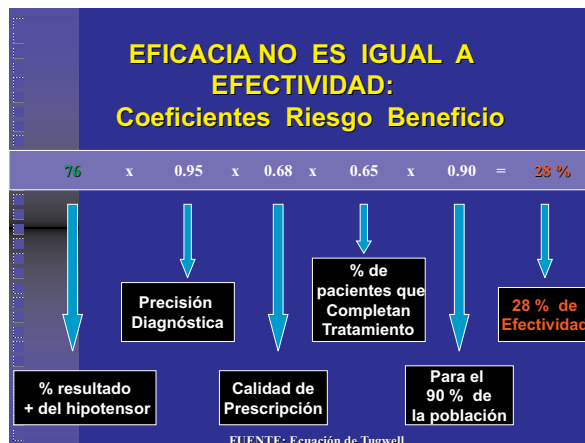 EFICACIA NO ES IGUAL A
EFECTIVIDAD:
Coeficientes Riesgo Beneficio
76 x 0.95 x 0.68 x 0.65 x 0.90 = 28 %
Precisión
Diagnóstica
% de
pacientes que
Completan
Tratamiento
28 % de
Efectividad
% resultado
+ del hipotensor
Calidad de
Prescripción
Para el
90 % de
la población
FUENTE: Ecuación de Tugwell